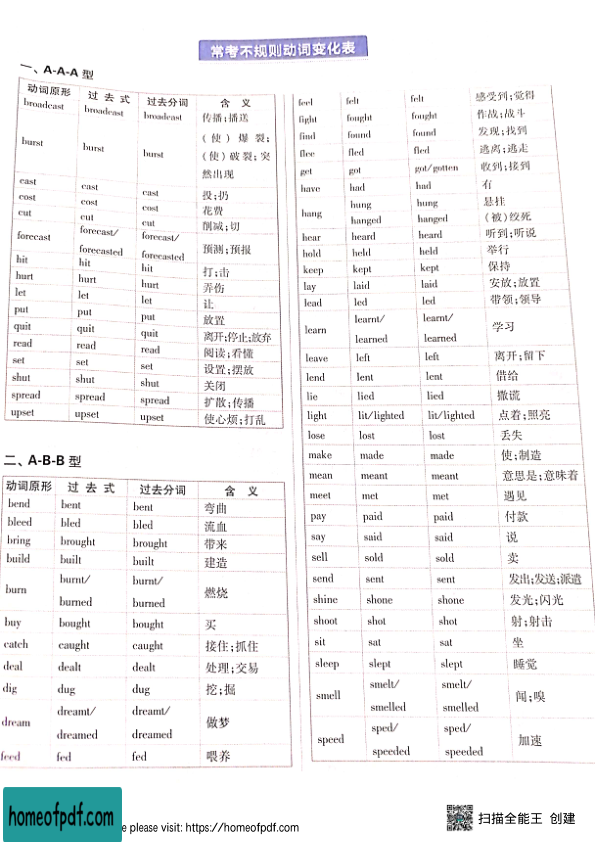 常考不规则动词变化表
一、A-A-A 型
动词原形 过去式 过去分词 含 义
broadcast broadcast broadcast 传播;播送
burst burst burst (使)爆裂;(使)破裂;突然出现
cast cast cast 投;扔
cost cost cost 花费
cut cut cut 削减;切
forecast forecast/forecasted forecast/forecasted 预测;预报
hit hit hit 打;击
hurt hurt hurt 弄伤
let let let 让
put put put 放置
quit quit quit 离开;停止;放弃
read read read 阅读;看懂
set set set 设置;摆放
shut shut shut 关闭
spread spread spread 扩散;传播
upset upset upset 使心烦;打乱
二、A-B-B 型
动词原形 过去式 过去分词 含 义
bend bent bent 弯曲
bleed bled bled 流血
bring brought brought 带来
build built built 建造
burn burnt/burned burnt/burned 燃烧
buy bought bought 买
catch caught caught 接住;抓住
deal dealt dealt 处理;交易
dig dug dug 挖;掘
dream dreamt/dreamed dreamt/dreamed 做梦
feed fed fed 喂养
feel felt felt 感受到;觉得
fight fought fought 作战;战斗
find found found 发现;找到
flee fled fled 逃离;逃走
get got got/gotten 收到;接到
have had had 有
hang hung hung 悬挂
hanged hanged (被)绞死
hear heard heard 听到;听说
hold held held 举行
keep kept kept 保持
lay laid laid 安放;放置
lead led led 带领;领导
learn learnt/learned learnt/learned 学习
leave left left 离开;留下
lend lent lent 借给
lie lied lied 撒谎
light lit/lighted lit/lighted 点着;照亮
lose lost lost 丢失
make made made 使;制造
mean meant meant 意思是;意味着
meet met met 遇见
pay paid paid 付款
say said said 说
sell sold sold 卖
send sent sent 发出;发送;派遣
shine shone shone 发光;闪光
shoot shot shot 射;射击
sit sat sat 坐
sleep slept slept 睡觉
smell smelt/smelled smelt/smelled 闻;嗅
speed sped/speeded sped/speeded 加速
homeofpdf.com
e please visit: https://homeofpdf.com
扫描全能王 创建